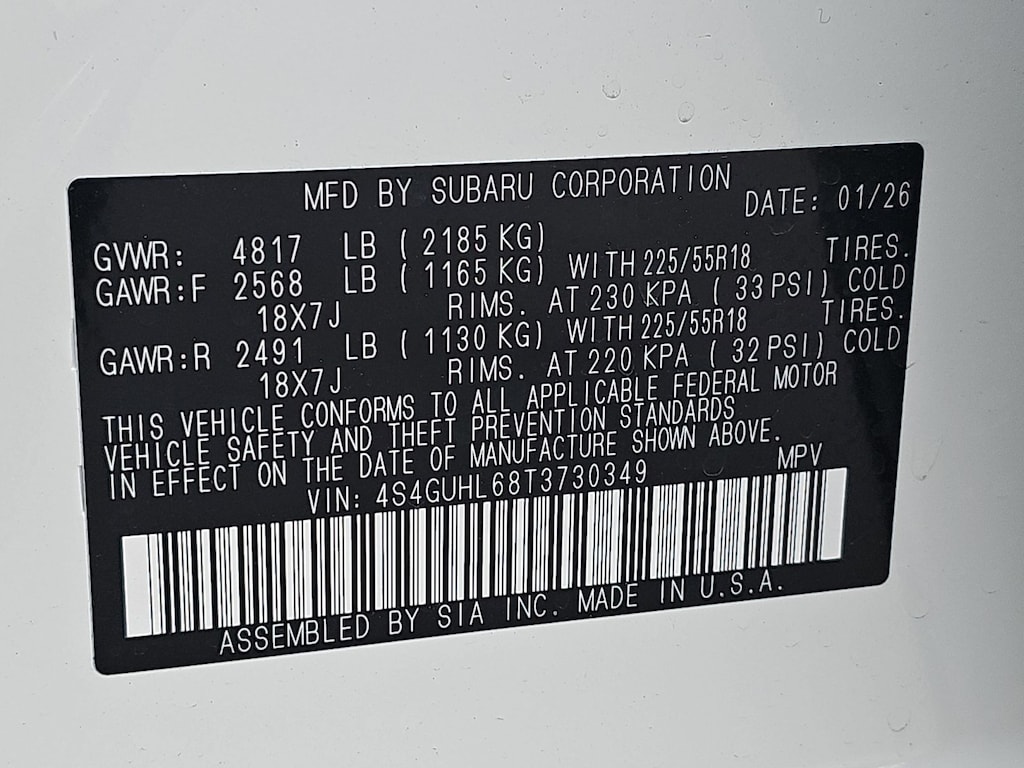 MFD BY SUBARU CORPORATION DATE: 01/26
GVWR: 4817 LB ( 2185 KG)
GAWR:F 2568 LB ( 1165 KG) WITH 225/55R18 TIRES.
18X7J RIMS. AT 230 KPA ( 33 PSI) COLD
GAWR:R 2491 LB ( 1130 KG) WITH 225/55R18 TIRES.
18X7J RIMS. AT 220 KPA ( 32 PSI) COLD
THIS VEHICLE CONFORMS TO ALL APPLICABLE FEDERAL MOTOR
VEHICLE SAFETY AND THEFT PREVENTION STANDARDS
IN EFFECT ON THE DATE OF MANUFACTURE SHOWN ABOVE.
VIN: 4S4GUHL68T3730349 MPV
ASSEMBLED BY SIA INC. MADE IN U.S.A.